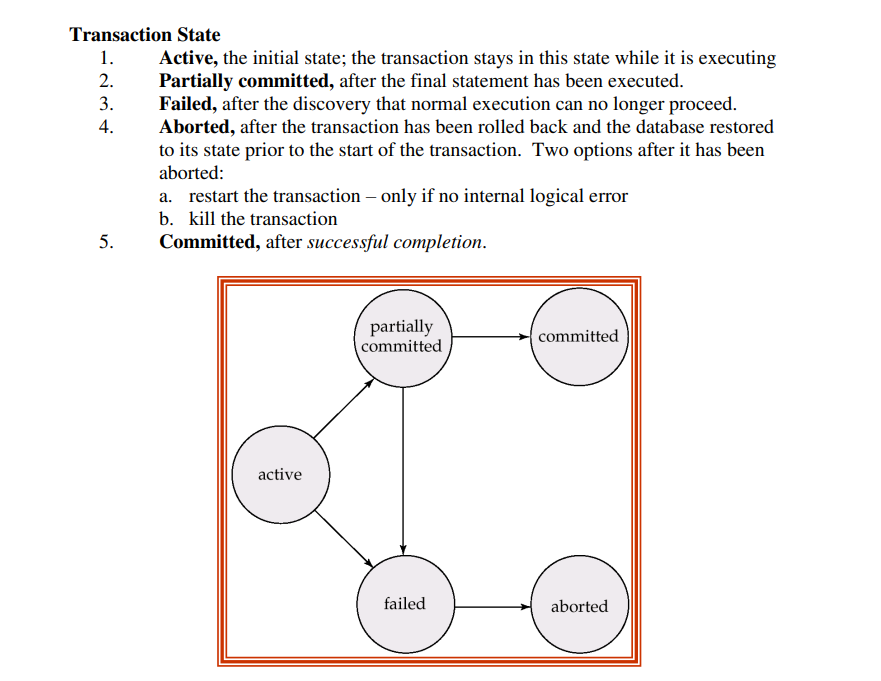 Transaction State
1. Active, the initial state; the transaction stays in this state while it is executing
2. Partially committed, after the final statement has been executed.
3. Failed, after the discovery that normal execution can no longer proceed.
4. Aborted, after the transaction has been rolled back and the database restored
to its state prior to the start of the transaction.  Two options after it has been
aborted:
a. restart the transaction – only if no internal logical error
b. kill the transaction
5. Committed, after successful completion.
partially
committed
committed
active
failed
aborted